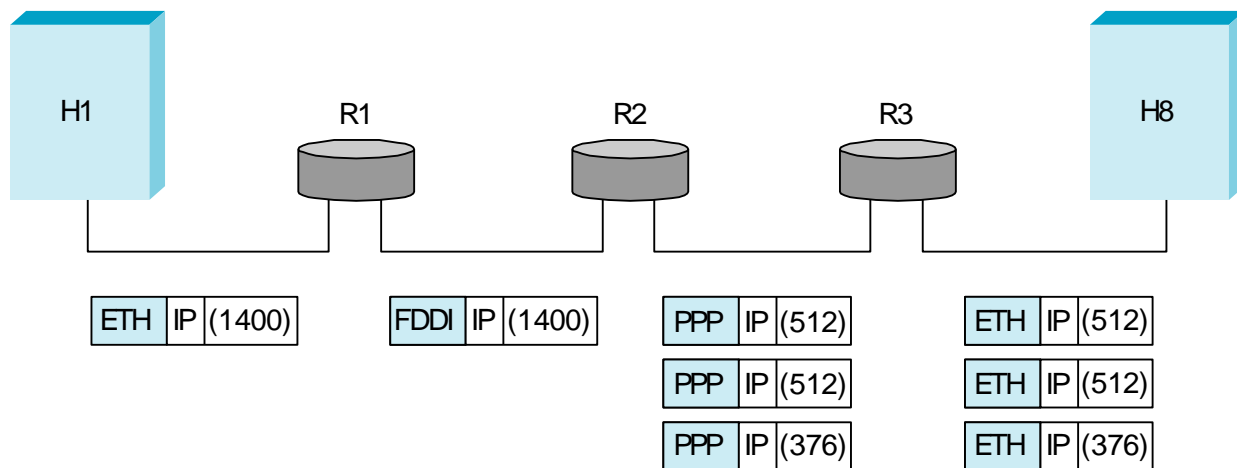 H1
R1
R2
R3
H8
ETH IP (1400)
FDDI IP (1400)
PPP IP (512)
ETH IP (512)
PPP IP (512)
ETH IP (512)
PPP IP (376)
ETH IP (376)